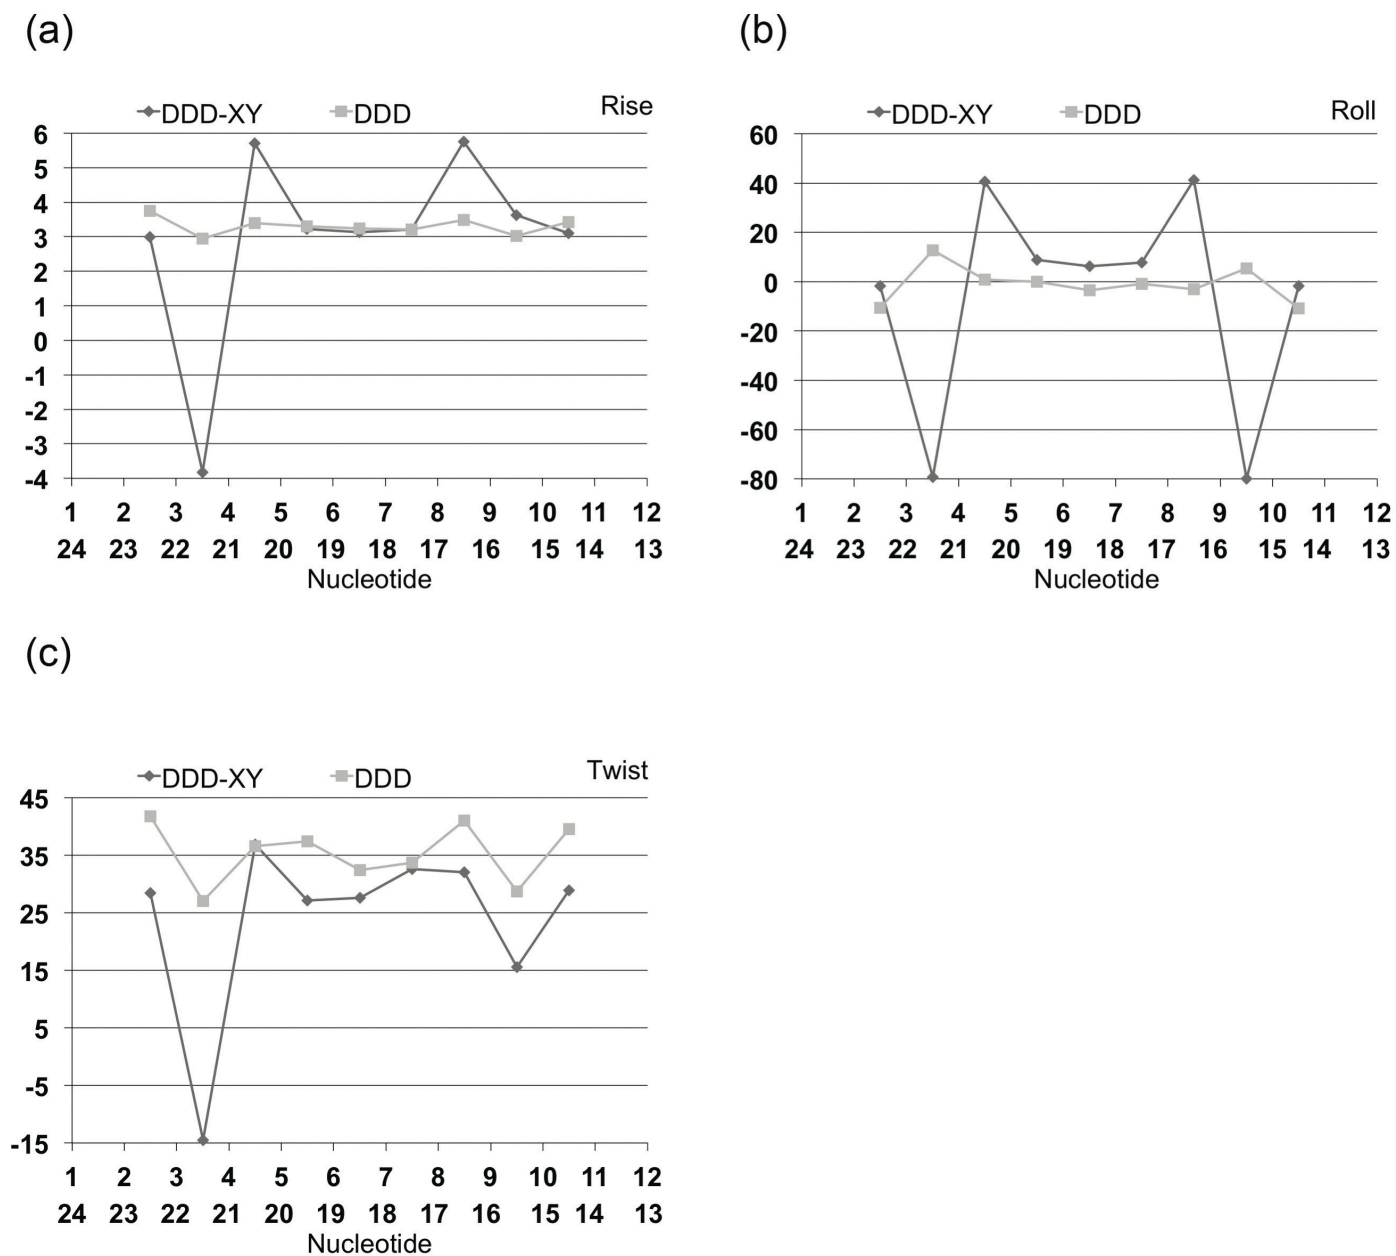 (a)
DDD-XY DDD Rise
6
5
4
3
2
1
0
-1
-2
-3
-4
1 2 3 4 5 6 7 8 9 10 11 12
24 23 22 21 20 19 18 17 16 15 14 13
Nucleotide
(b)
DDD-XY DDD Roll
60
40
20
0
-20
-40
-60
-80
1 2 3 4 5 6 7 8 9 10 11 12
24 23 22 21 20 19 18 17 16 15 14 13
Nucleotide
(c)
DDD-XY DDD Twist
45
35
25
15
5
-5
-15
1 2 3 4 5 6 7 8 9 10 11 12
24 23 22 21 20 19 18 17 16 15 14 13
Nucleotide